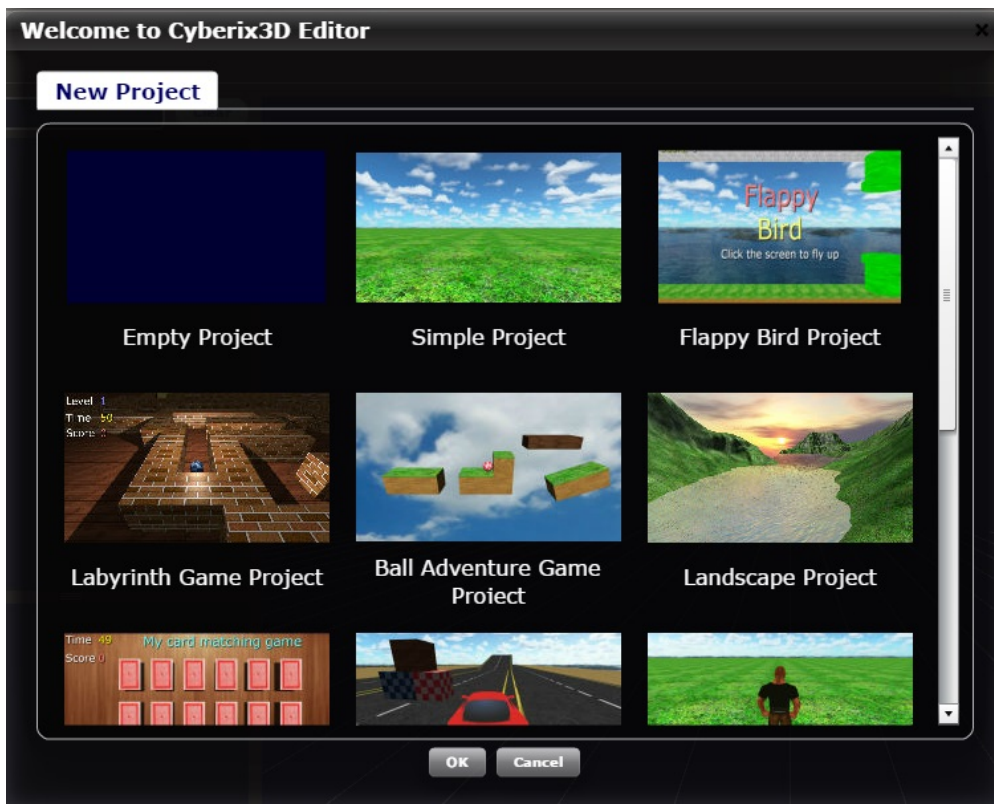 Welcome to Cyberix3D Editor
New Project
Flappy
Bird
Click the screen to fly up
Empty Project
Simple Project
Flappy Bird Project
Level 1
Time 50
Score
Labyrinth Game Project
Ball Adventure Game
Project
Landscape Project
Time 49
My card matching game
Score 0
OK
Cancel